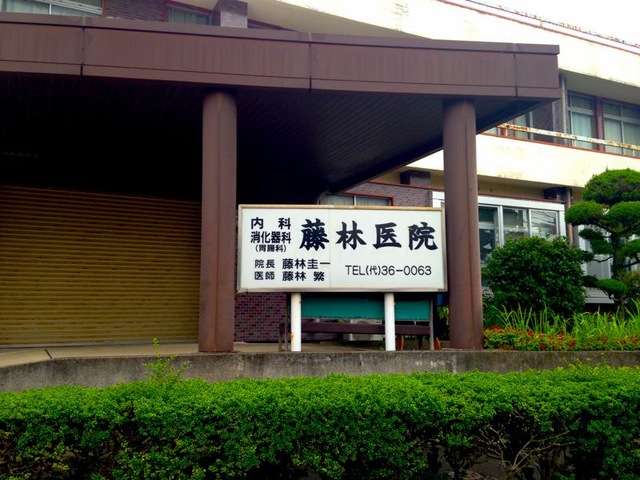 内科
消化器科
(胃腸科)
藤林医院
院長 藤林圭一
医師 藤林 繁
TEL(代)36-0063